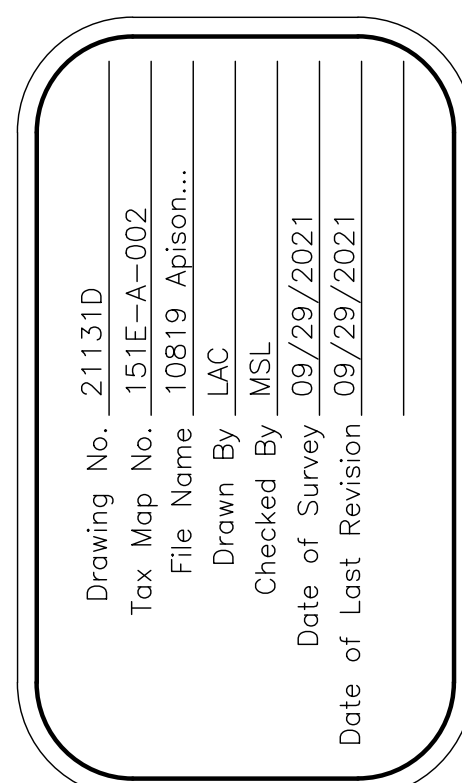 Drawing No. 21131D
Tax Map No. 151E-A-002
File Name 10819 Apison...
Drawn By LAC
Checked By MSL
Date of Survey 09/29/2021
Date of Last Revision 09/29/2021